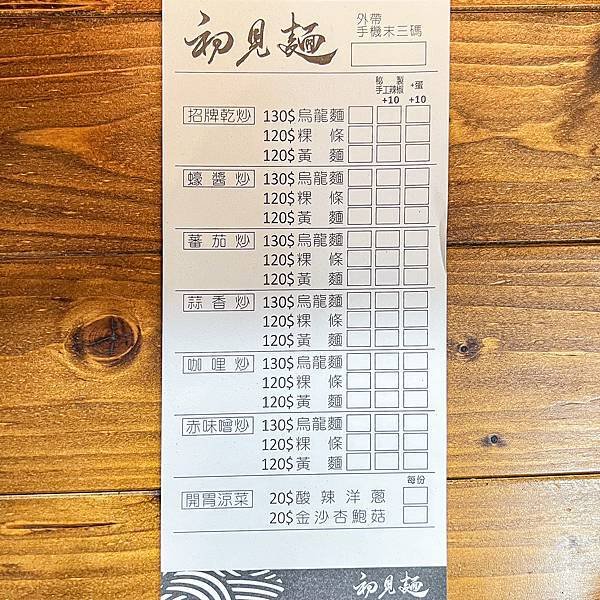 初見麵
外帶
手機末三碼
秘製
手工辣椒 +蛋
+10 +10
招牌乾炒 130$烏龍麵
120$粿條
120$黃麵
蠔醬炒 130$烏龍麵
120$粿條
120$黃麵
蕃茄炒 130$烏龍麵
120$粿條
120$黃麵
蒜香炒 130$烏龍麵
120$粿條
120$黃麵
咖哩炒 130$烏龍麵
120$粿條
120$黃麵
赤味噌炒 130$烏龍麵
120$粿條
120$黃麵
每份
開胃涼菜 20$酸辣洋蔥
20$金沙杏鮑菇
初見麵